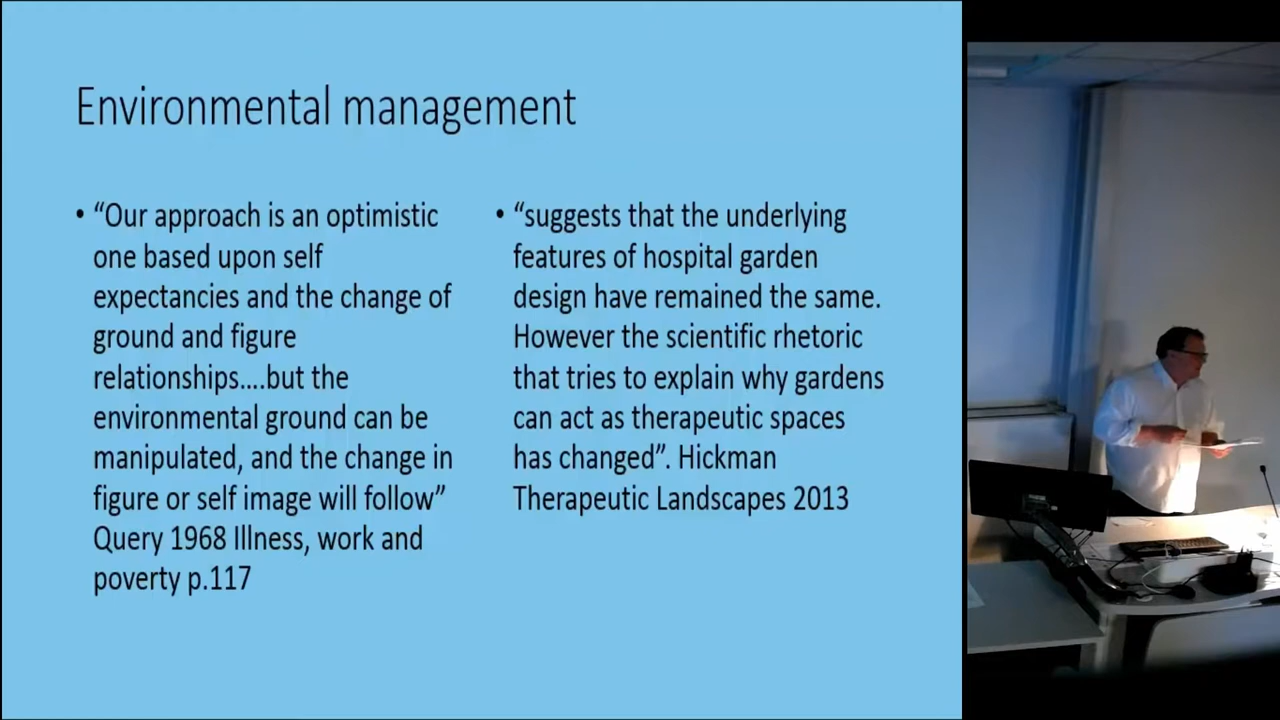 Environmental management
• “Our approach is an optimistic
one based upon self
expectancies and the change of
ground and figure
relationships….but the
environmental ground can be
manipulated, and the change in
figure or self image will follow”
Query 1968 Illness, work and
poverty p.117
• “suggests that the underlying
features of hospital garden
design have remained the same.
However the scientific rhetoric
that tries to explain why gardens
can act as therapeutic spaces
has changed”. Hickman
Therapeutic Landscapes 2013